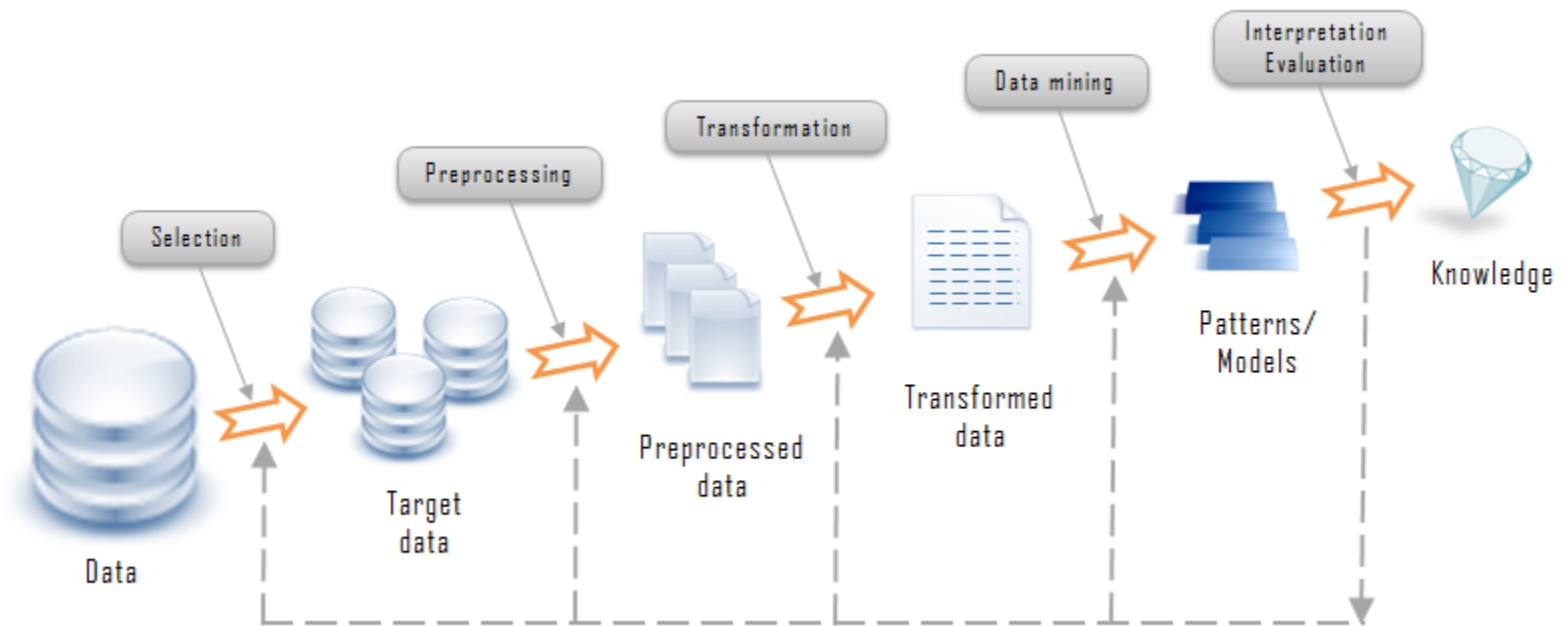 Interpretation
Evaluation
Data mining
Transformation
Preprocessing
Selection
Knowledge
Patterns/
Models
Transformed
data
Preprocessed
data
Target
data
Data